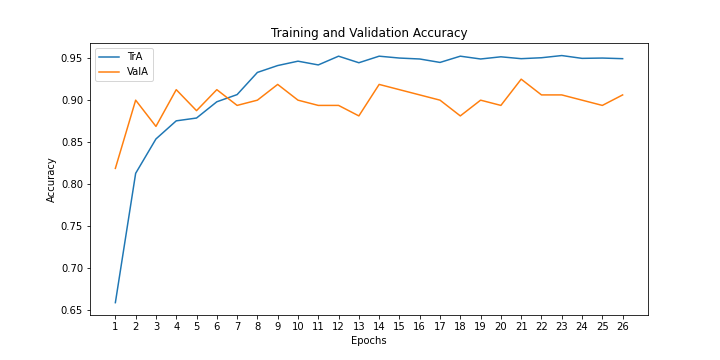 Training and Validation Accuracy
TrA
ValA
0.95
0.90
0.85
0.80
0.75
0.70
0.65
Accuracy
1 2 3 4 5 6 7 8 9 10 11 12 13 14 15 16 17 18 19 20 21 22 23 24 25 26
Epochs